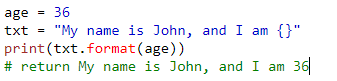 age = 36
txt = "My name is John, and I am {}"
print(txt.format(age))
# return My name is John, and I am 36